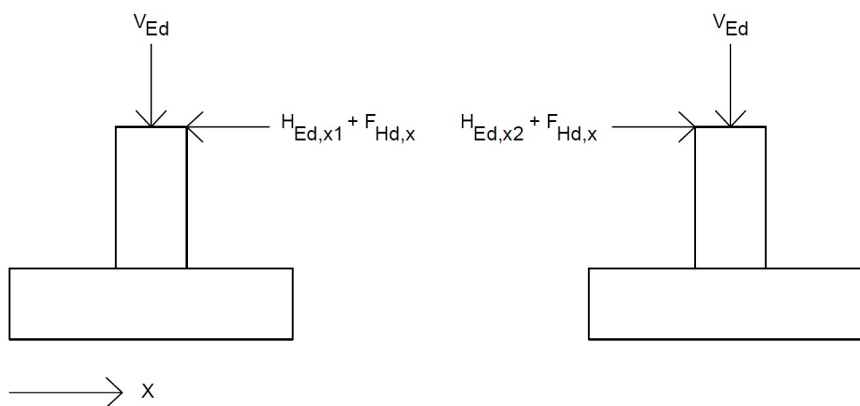 V_Ed
V_Ed
H_Ed,x1 + F_Hd,x
H_Ed,x2 + F_Hd,x
X